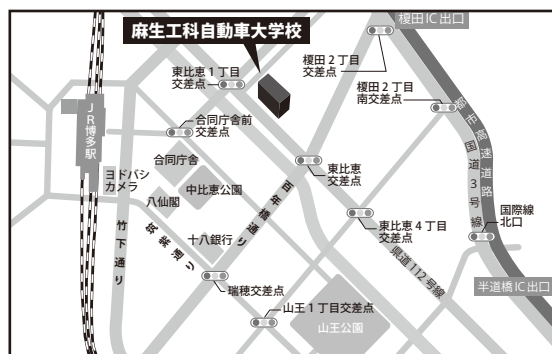 麻生工科自動車大学校
榎田IC出口
榎田2丁目
交差点
東比恵1丁目
交差点
榎田2丁目
南交差点
都市高速道路
国道3号線
JR博多駅
合同庁舎前
交差点
合同庁舎
東比恵
交差点
ヨドバシ
カメラ
中比恵公園
八仙閣
百年橋通り
国際線
北口
東比恵4丁目
交差点
竹下通り
筑紫通り
十八銀行
県道112号線
半道橋IC出口
瑞穂交差点
山王1丁目交差点
山王公園